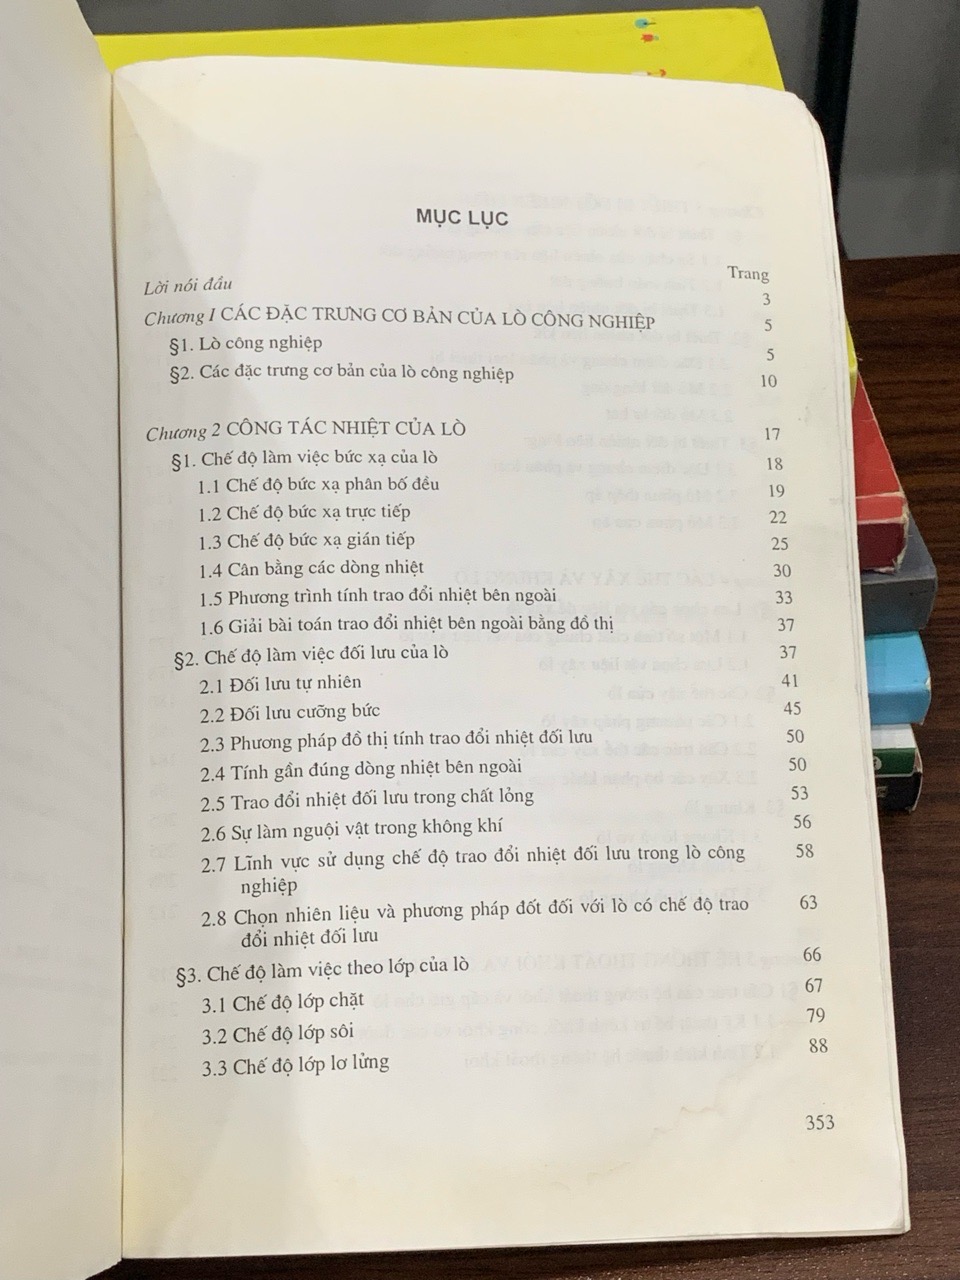 MỤC LỤC
Trang
Lời nói đầu 3
Chương I CÁC ĐẶC TRƯNG CƠ BẢN CỦA LÒ CÔNG NGHIỆP 5
§1. Lò công nghiệp 5
§2. Các đặc trưng cơ bản của lò công nghiệp 10
Chương 2 CÔNG TÁC NHIỆT CỦA LÒ 17
§1. Chế độ làm việc bức xạ của lò 18
1.1 Chế độ bức xạ phân bố đều 19
1.2 Chế độ bức xạ trực tiếp 22
1.3 Chế độ bức xạ gián tiếp 25
1.4 Cân bằng các dòng nhiệt 30
1.5 Phương trình tính trao đổi nhiệt bên ngoài 33
1.6 Giải bài toán trao đổi nhiệt bên ngoài bằng đồ thị 37
§2. Chế độ làm việc đối lưu của lò 37
2.1 Đối lưu tự nhiên 41
2.2 Đối lưu cưỡng bức 45
2.3 Phương pháp đồ thị tính trao đổi nhiệt đối lưu 50
2.4 Tính gần đúng dòng nhiệt bên ngoài 50
2.5 Trao đổi nhiệt đối lưu trong chất lỏng 53
2.6 Sự làm nguội vật trong không khí 56
2.7 Lĩnh vực sử dụng chế độ trao đổi nhiệt đối lưu trong lò công 58
nghiệp
2.8 Chọn nhiên liệu và phương pháp đốt đối với lò có chế độ trao 63
đổi nhiệt đối lưu
§3. Chế độ làm việc theo lớp của lò 66
3.1 Chế độ lớp chặt 67
3.2 Chế độ lớp sôi 79
3.3 Chế độ lớp lơ lửng 88
353